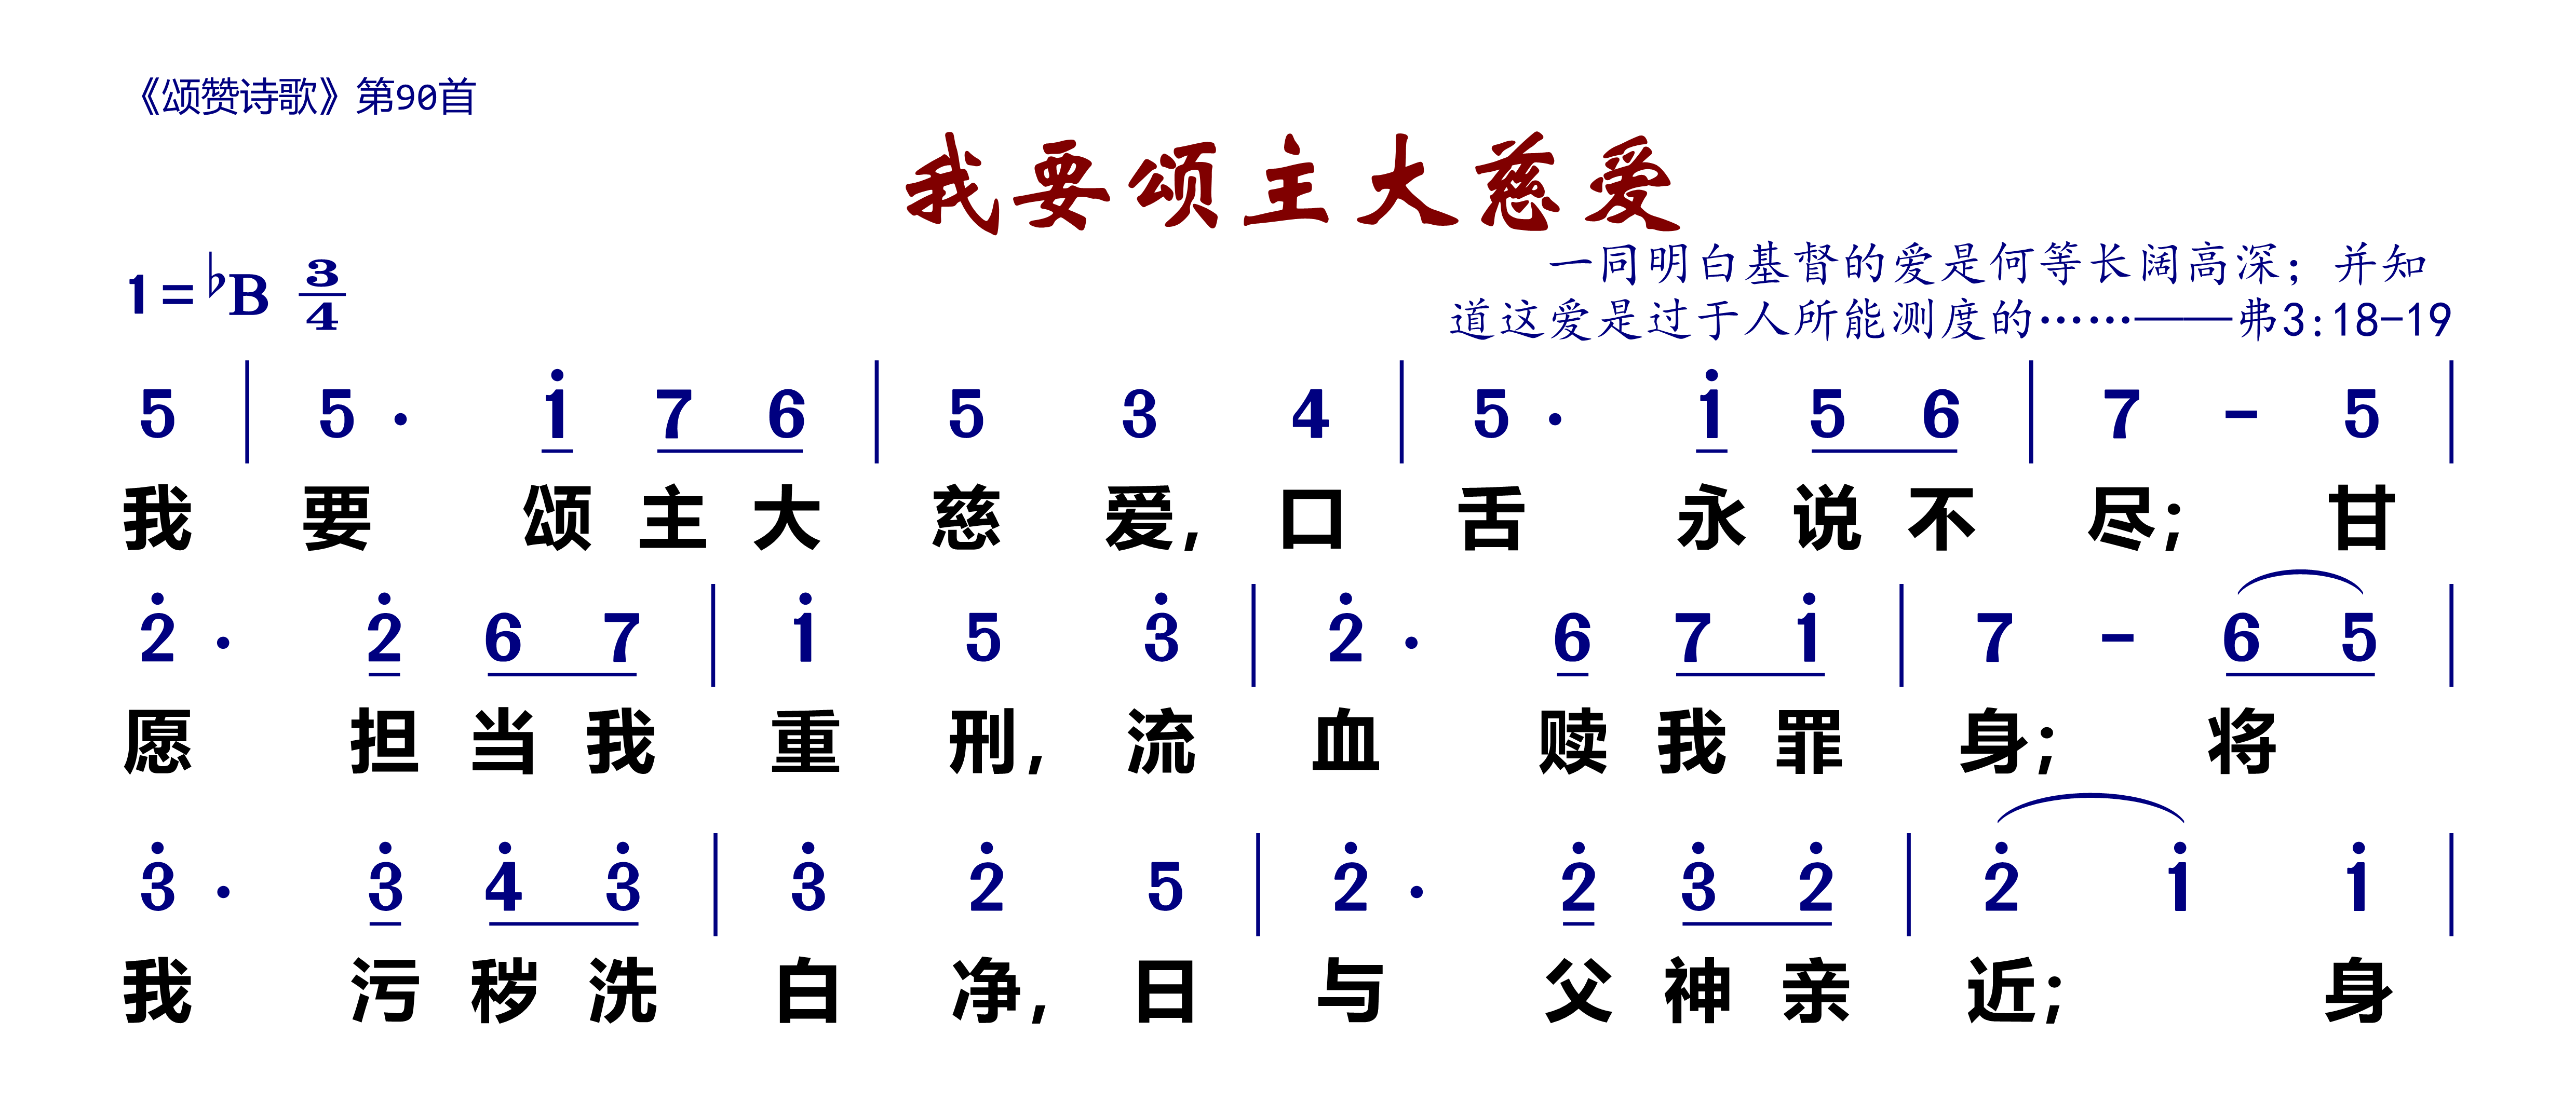 《颂赞诗歌》第90首
我要颂主大慈爱
一同明白基督的爱是何等长阔高深；并知
1=♭B 3/4
道这爱是过于人所能测度的……——弗3:18-19
5 | 5· i̇ 7 6 | 5 3 4 | 5· i̇ 5 6 | 7 - 5 |
我 要 颂 主 大 慈 爱, 口 舌 永 说 不 尽; 甘
2̇· 2̇ 6 7 | i̇ 5 3̇ | 2̇· 6 7 i̇ | 7 - 6 5 |
愿 担 当 我 重 刑, 流 血 赎 我 罪 身; 将
3̇· 3̇ 4̇ 3̇ | 3̇ 2̇ 5 | 2̇· 2̇ 3̇ 2̇ | 2̇ i̇ i̇ |
我 污 秽 洗 白 净, 日 与 父 神 亲 近; 身